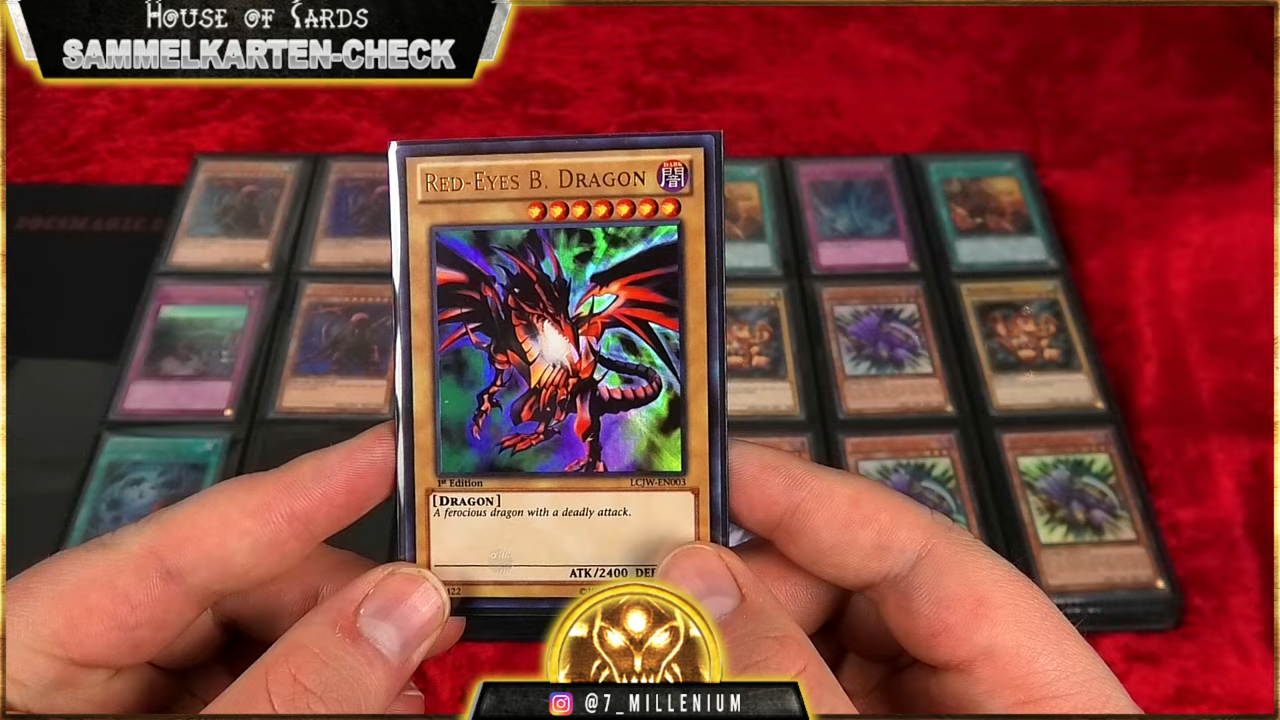 House of Cards
SAMMELKARTEN-CHECK
Red-Eyes B. Dragon
DARK
闇
1st Edition
LCJW-EN003
[Dragon]
A ferocious dragon with a deadly attack.
ATK/2400 DEF
@7_MILLENIUM